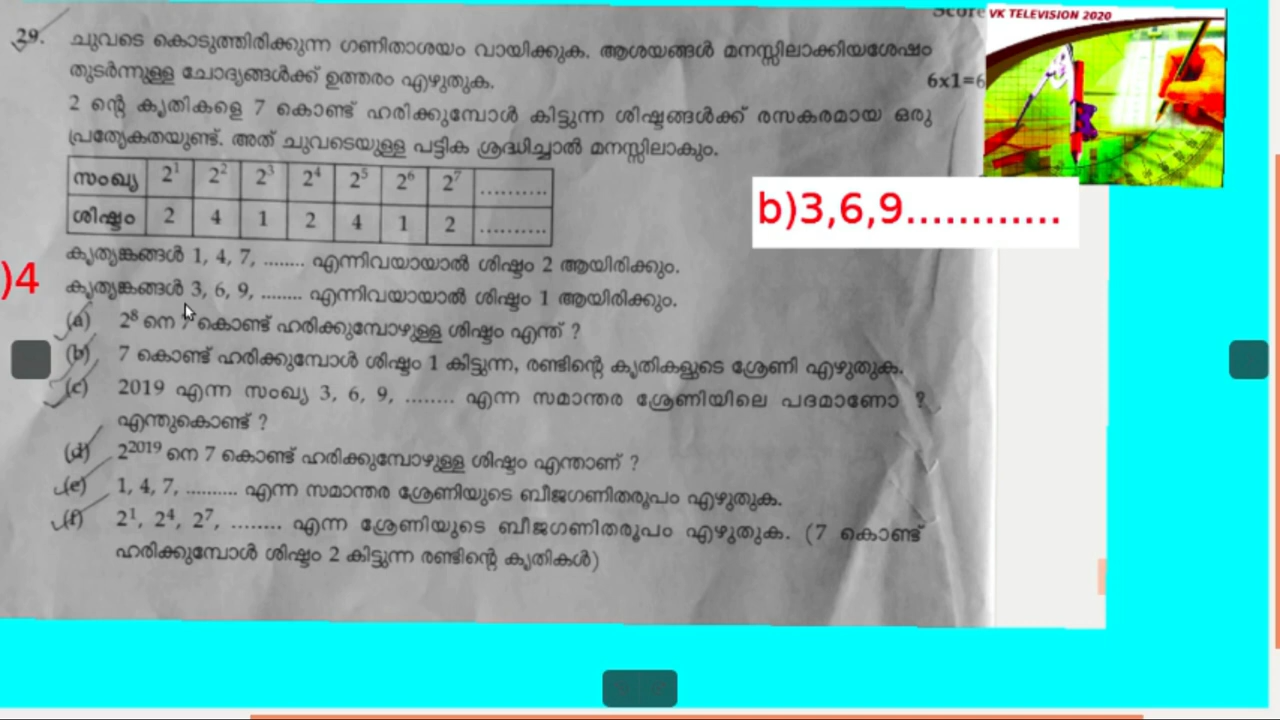 Score
VK TELEVISION 2020
29. ചുവടെ കൊടുത്തിരിക്കുന്ന ഗണിതാശയം വായിക്കുക. ആശയങ്ങൾ മനസ്സിലാക്കിയശേഷം
തുടർന്നുള്ള ചോദ്യങ്ങൾക്ക് ഉത്തരം എഴുതുക. 6x1=6
2 ന്റെ കൃതികളെ 7 കൊണ്ട് ഹരിക്കുമ്പോൾ കിട്ടുന്ന ശിഷ്ടങ്ങൾക്ക് രസകരമായ ഒരു
പ്രത്യേകതയുണ്ട്. അത് ചുവടെയുള്ള പട്ടിക ശ്രദ്ധിച്ചാൽ മനസ്സിലാകും.
സംഖ്യ 2¹ 2² 2³ 2⁴ 2⁵ 2⁶ 2⁷ ..........
ശിഷ്ടം 2 4 1 2 4 1 2 ..........
b)3,6,9............
കൃത്യങ്കങ്ങൾ 1, 4, 7, ........ എന്നിവയായാൽ ശിഷ്ടം 2 ആയിരിക്കും.
)4
കൃത്യങ്കങ്ങൾ 3, 6, 9, ........ എന്നിവയായാൽ ശിഷ്ടം 1 ആയിരിക്കും.
(a) 2⁸ നെ 7 കൊണ്ട് ഹരിക്കുമ്പോഴുള്ള ശിഷ്ടം എന്ത് ?
(b) 7 കൊണ്ട് ഹരിക്കുമ്പോൾ ശിഷ്ടം 1 കിട്ടുന്ന, രണ്ടിന്റെ കൃതികളുടെ ശ്രേണി എഴുതുക.
(c) 2019 എന്ന സംഖ്യ 3, 6, 9, ........ എന്ന സമാന്തര ശ്രേണിയിലെ പദമാണോ ?
എന്തുകൊണ്ട് ?
(d) 2²⁰¹⁹ നെ 7 കൊണ്ട് ഹരിക്കുമ്പോഴുള്ള ശിഷ്ടം എന്താണ് ?
(e) 1, 4, 7, .......... എന്ന സമാന്തര ശ്രേണിയുടെ ബീജഗണിതരൂപം എഴുതുക.
(f) 2¹, 2⁴, 2⁷, ........ എന്ന ശ്രേണിയുടെ ബീജഗണിതരൂപം എഴുതുക. (7 കൊണ്ട്
ഹരിക്കുമ്പോൾ ശിഷ്ടം 2 കിട്ടുന്ന രണ്ടിന്റെ കൃതികൾ)